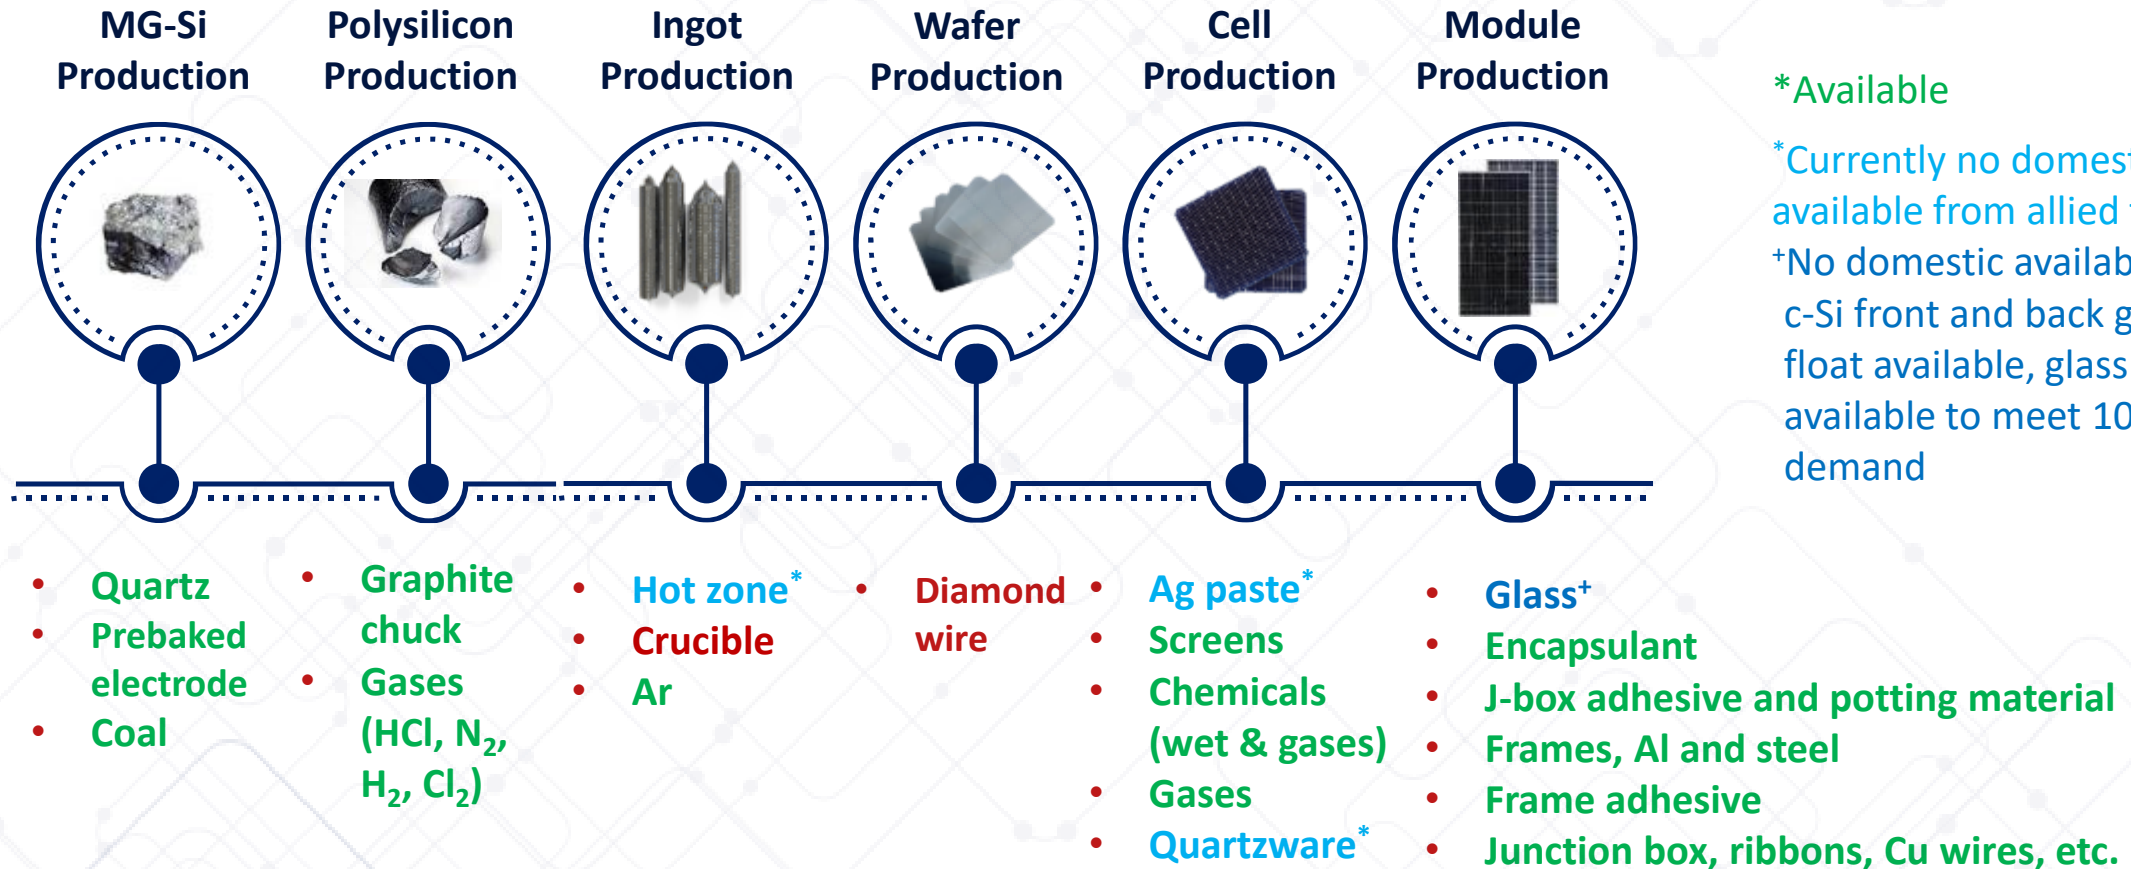 MG-Si
Production
Polysilicon
Production
Ingot
Production
Wafer
Production
Cell
Production
Module
Production
*Available
*Currently no
available from allied
+No domestic
c-Si front and back
float available, glass
available to meet
demand
• Quartz
• Prebaked
electrode
• Coal
• Graphite
chuck
• Gases
(HCl, N₂,
H₂, Cl₂)
• Hot zone*
• Crucible
• Ar
• Diamond
wire
• Ag paste*
• Screens
• Chemicals
(wet & gases)
• Gases
• Quartzware*
• Glass⁺
• Encapsulant
• J-box adhesive and potting material
• Frames, Al and steel
• Frame adhesive
• Junction box, ribbons, Cu wires, etc.